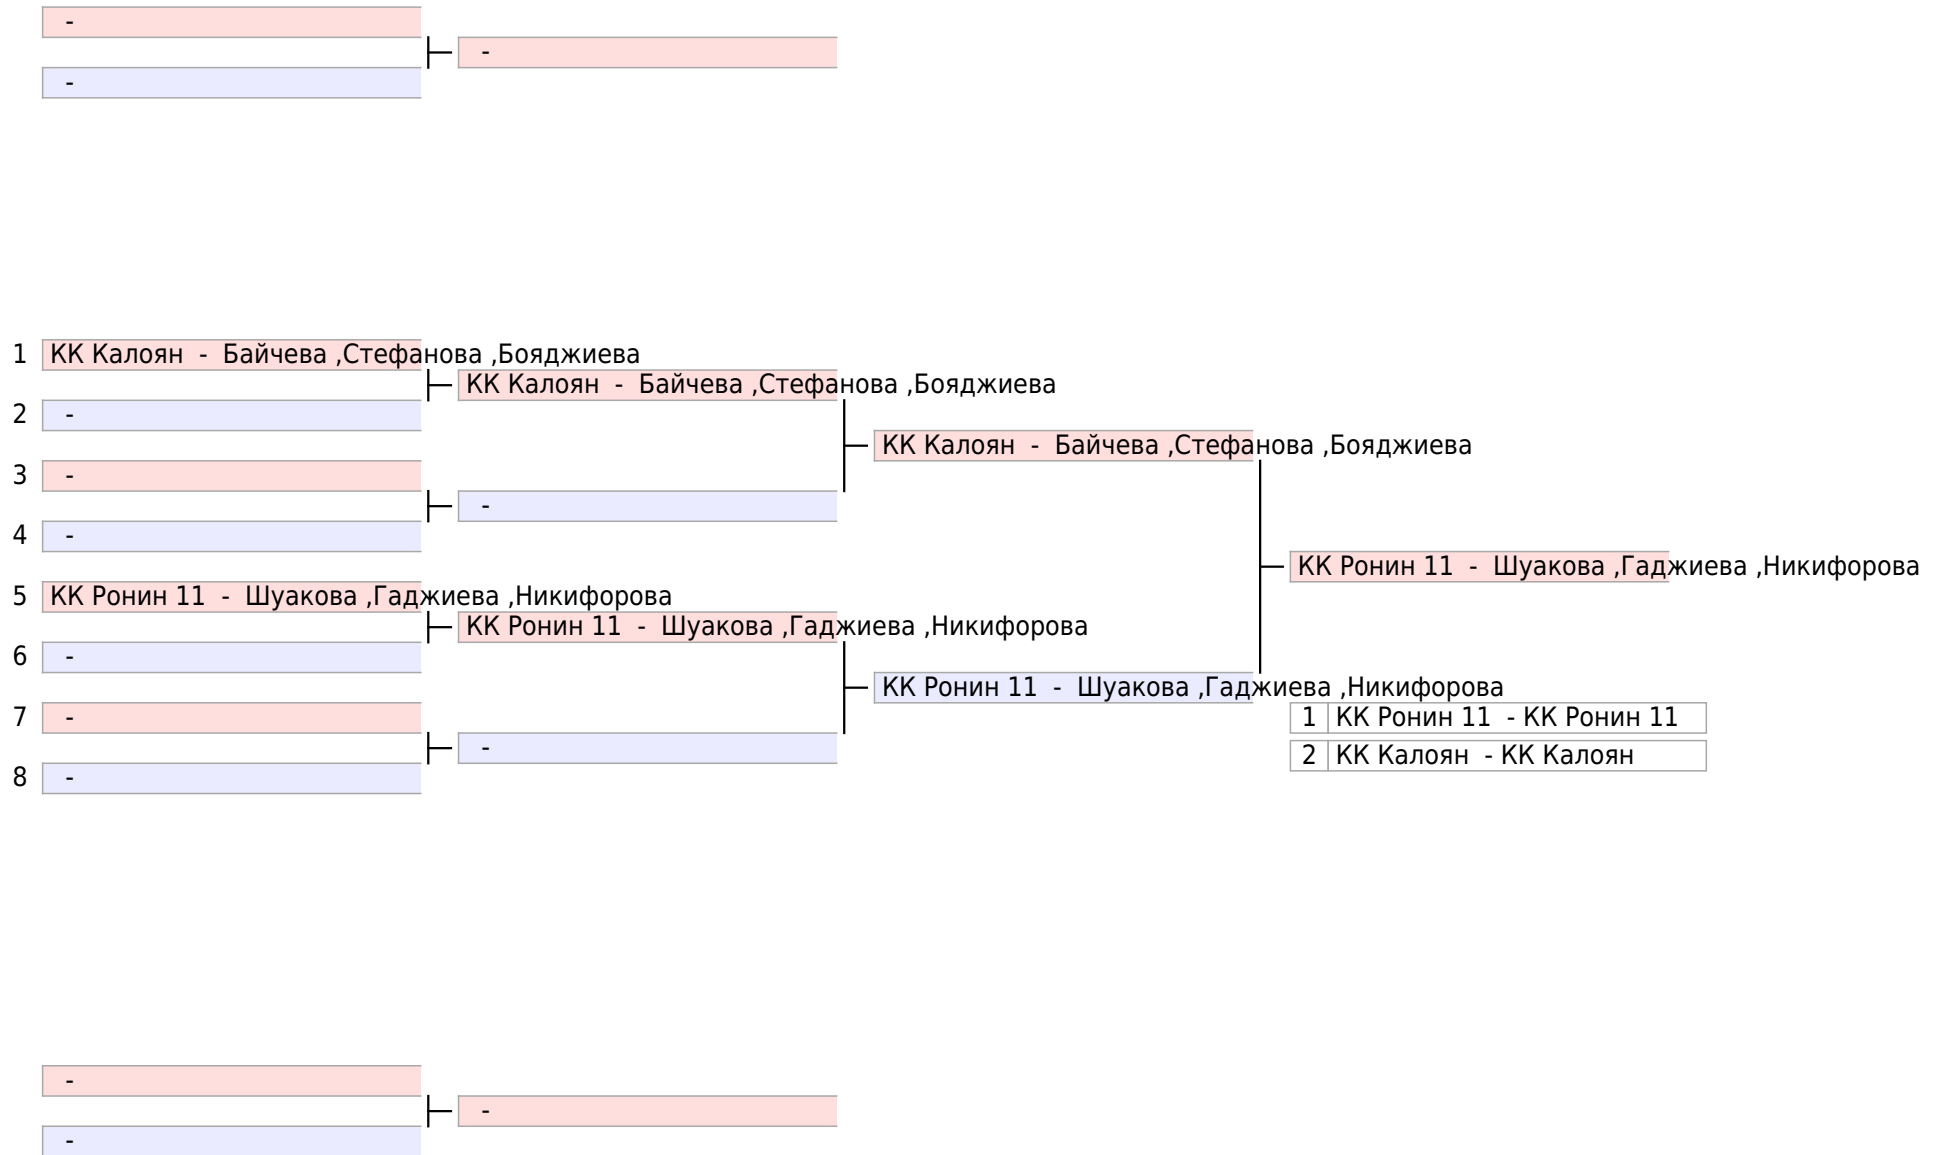 -
-
-
1 КК Калоян - Байчева ,Стефанова ,Бояджиева
КК Калоян - Байчева ,Стефанова ,Бояджиева
2 -
КК Калоян - Байчева ,Стефанова ,Бояджиева
3 -
-
4 -
КК Ронин 11 - Шуакова ,Гаджиева ,Никифорова
5 КК Ронин 11 - Шуакова ,Гаджиева ,Никифорова
КК Ронин 11 - Шуакова ,Гаджиева ,Никифорова
6 -
КК Ронин 11 - Шуакова ,Гаджиева ,Никифорова
7 -
1 КК Ронин 11 - КК Ронин 11
-
2 КК Калоян - КК Калоян
8 -
-
-
-